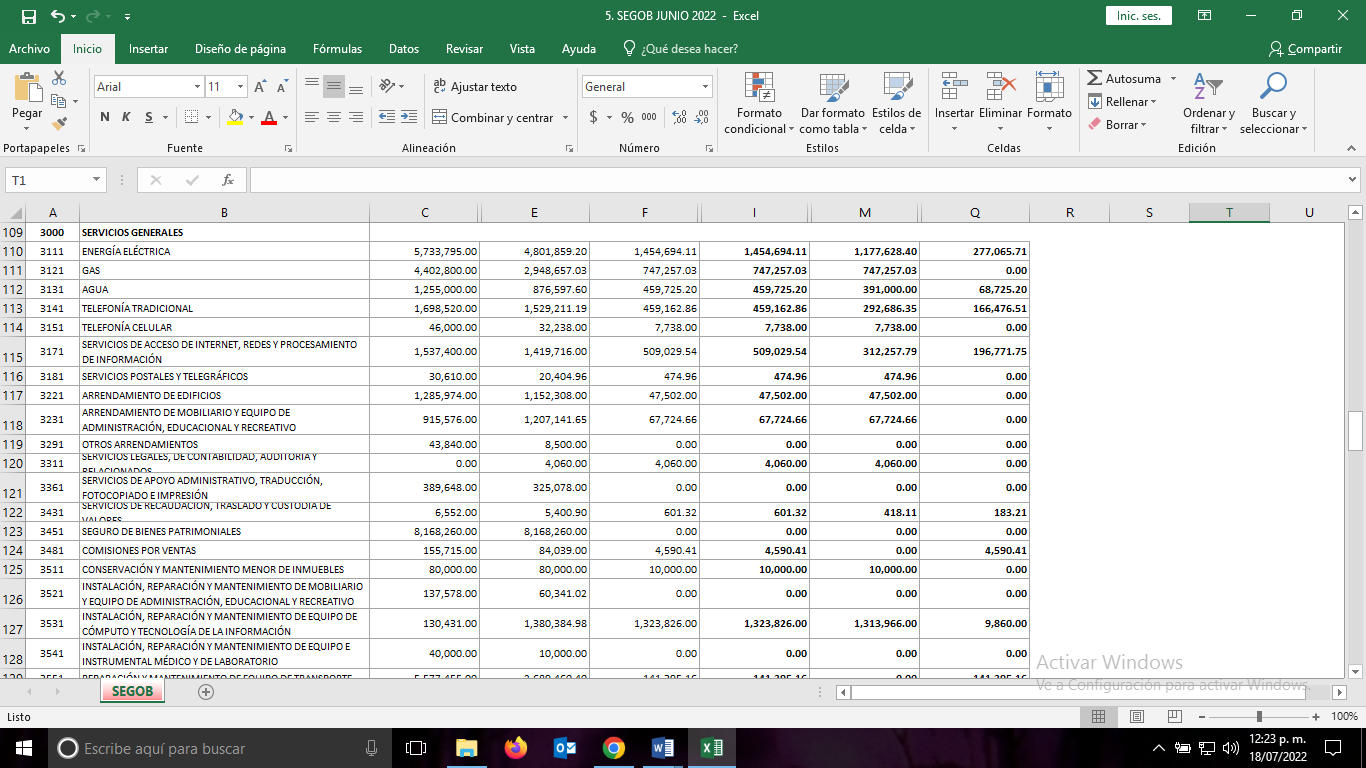 5. SEGOB JUNIO 2022 - Excel
Inic. ses.
Archivo Inicio Insertar Diseño de página Fórmulas Datos Revisar Vista Ayuda ¿Qué desea hacer? Compartir
Pegar
Arial 11 A A
N K S
Ajustar texto
Combinar y centrar
General
$ % 000
Formato condicional
Dar formato como tabla
Estilos de celda
Insertar Eliminar Formato
Autosuma
Rellenar
Borrar
Ordenar y filtrar
Buscar y seleccionar
Portapapeles Fuente Alineación Número Estilos Celdas Edición
T1 fx
A B C E F I M Q R S T U
109 3000 SERVICIOS GENERALES
110 3111 ENERGÍA ELÉCTRICA 5,733,795.00 4,801,859.20 1,454,694.11 1,454,694.11 1,177,628.40 277,065.71
111 3121 GAS 4,402,800.00 2,948,657.03 747,257.03 747,257.03 747,257.03 0.00
112 3131 AGUA 1,255,000.00 876,597.60 459,725.20 459,725.20 391,000.00 68,725.20
113 3141 TELEFONÍA TRADICIONAL 1,698,520.00 1,529,211.19 459,162.86 459,162.86 292,686.35 166,476.51
114 3151 TELEFONÍA CELULAR 46,000.00 32,238.00 7,738.00 7,738.00 7,738.00 0.00
115 3171 SERVICIOS DE ACCESO DE INTERNET, REDES Y PROCESAMIENTO
DE INFORMACIÓN 1,537,400.00 1,419,716.00 509,029.54 509,029.54 312,257.79 196,771.75
116 3181 SERVICIOS POSTALES Y TELEGRÁFICOS 30,610.00 20,404.96 474.96 474.96 474.96 0.00
117 3221 ARRENDAMIENTO DE EDIFICIOS 1,285,974.00 1,152,308.00 47,502.00 47,502.00 47,502.00 0.00
118 3231 ARRENDAMIENTO DE MOBILIARIO Y EQUIPO DE
ADMINISTRACIÓN, EDUCACIONAL Y RECREATIVO 915,576.00 1,207,141.65 67,724.66 67,724.66 67,724.66 0.00
119 3291 OTROS ARRENDAMIENTOS 43,840.00 8,500.00 0.00 0.00 0.00 0.00
120 3311 SERVICIOS LEGALES, DE CONTABILIDAD, AUDITORÍA Y
RELACIONADOS 0.00 4,060.00 4,060.00 4,060.00 4,060.00 0.00
121 3361 SERVICIOS DE APOYO ADMINISTRATIVO, TRADUCCIÓN,
FOTOCOPIADO E IMPRESIÓN 389,648.00 325,078.00 0.00 0.00 0.00 0.00
122 3431 SERVICIOS DE RECAUDACIÓN, TRASLADO Y CUSTODIA DE
VALORES 6,552.00 5,400.90 601.32 601.32 418.11 183.21
123 3451 SEGURO DE BIENES PATRIMONIALES 8,168,260.00 8,168,260.00 0.00 0.00 0.00 0.00
124 3481 COMISIONES POR VENTAS 155,715.00 84,039.00 4,590.41 4,590.41 0.00 4,590.41
125 3511 CONSERVACIÓN Y MANTENIMIENTO MENOR DE INMUEBLES 80,000.00 80,000.00 10,000.00 10,000.00 10,000.00 0.00
126 3521 INSTALACIÓN, REPARACIÓN Y MANTENIMIENTO DE MOBILIARIO
Y EQUIPO DE ADMINISTRACIÓN, EDUCACIONAL Y RECREATIVO 137,578.00 60,341.02 0.00 0.00 0.00 0.00
127 3531 INSTALACIÓN, REPARACIÓN Y MANTENIMIENTO DE EQUIPO DE
CÓMPUTO Y TECNOLOGÍA DE LA INFORMACIÓN 130,431.00 1,380,384.98 1,323,826.00 1,323,826.00 1,313,966.00 9,860.00
128 3541 INSTALACIÓN, REPARACIÓN Y MANTENIMIENTO DE EQUIPO E
INSTRUMENTAL MÉDICO Y DE LABORATORIO 40,000.00 10,000.00 0.00 0.00 0.00 0.00
129 3551 REPARACIÓN Y MANTENIMIENTO DE EQUIPO DE TRANSPORTE
Activar Windows
Ve a Configuración para activar Windows.
SEGOB
Listo 100%
Escribe aquí para buscar
12:23 p. m.
18/07/2022